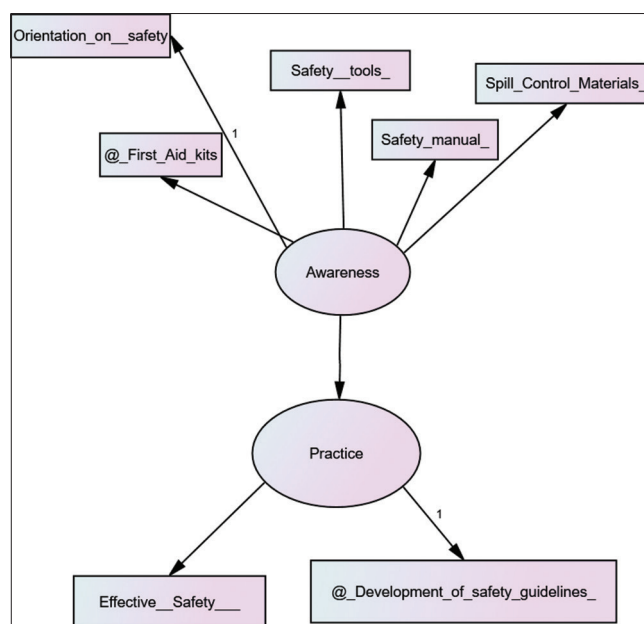 Orientation_on__safety
Safety__tools_
Spill_Control_Materials_
1
@_First_Aid_kits
Safety_manual_
Awareness
Practice
1
Effective__Safety___
@_Development_of_safety_guidelines_